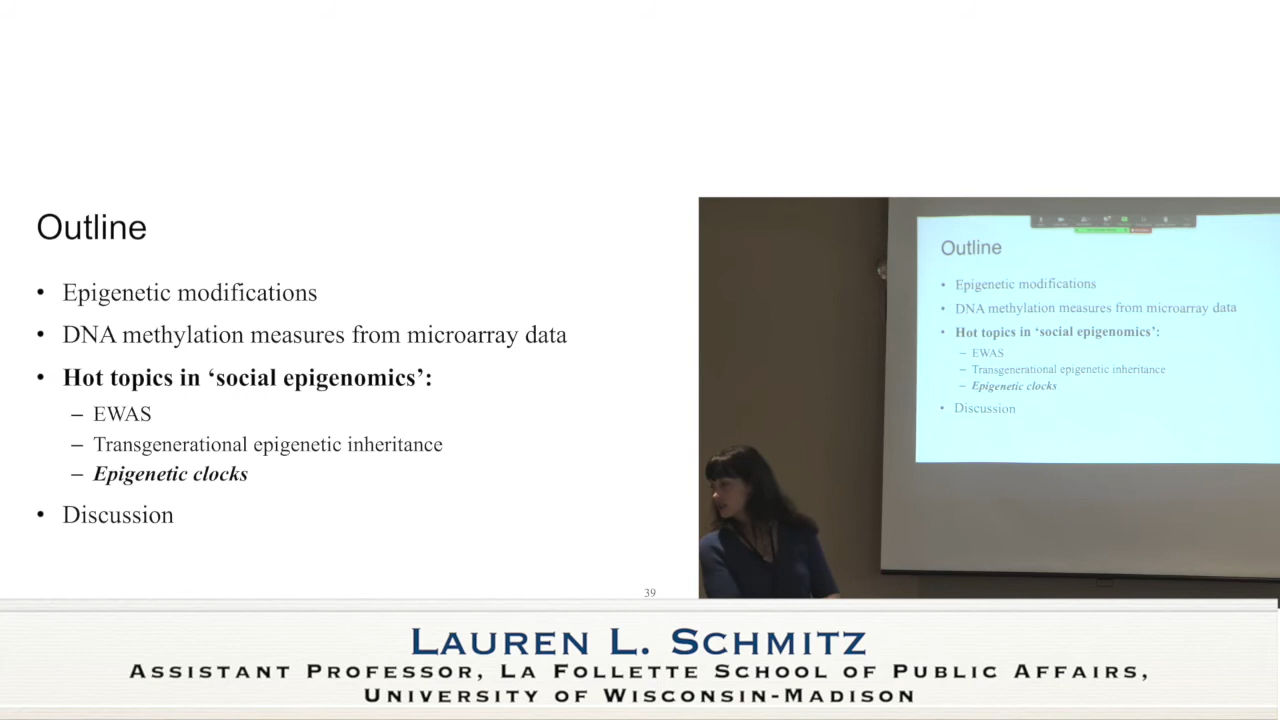 Outline
• Epigenetic modifications
• DNA methylation measures from microarray data
• Hot topics in ‘social epigenomics’:
– EWAS
– Transgenerational epigenetic inheritance
– Epigenetic clocks
• Discussion
39
Outline
• Epigenetic modifications
• DNA methylation measures from microarray data
• Hot topics in ‘social epigenomics’:
– EWAS
– Transgenerational epigenetic inheritance
– Epigenetic clocks
• Discussion
LAUREN L. SCHMITZ
ASSISTANT PROFESSOR, LA FOLLETTE SCHOOL OF PUBLIC AFFAIRS,
UNIVERSITY OF WISCONSIN-MADISON